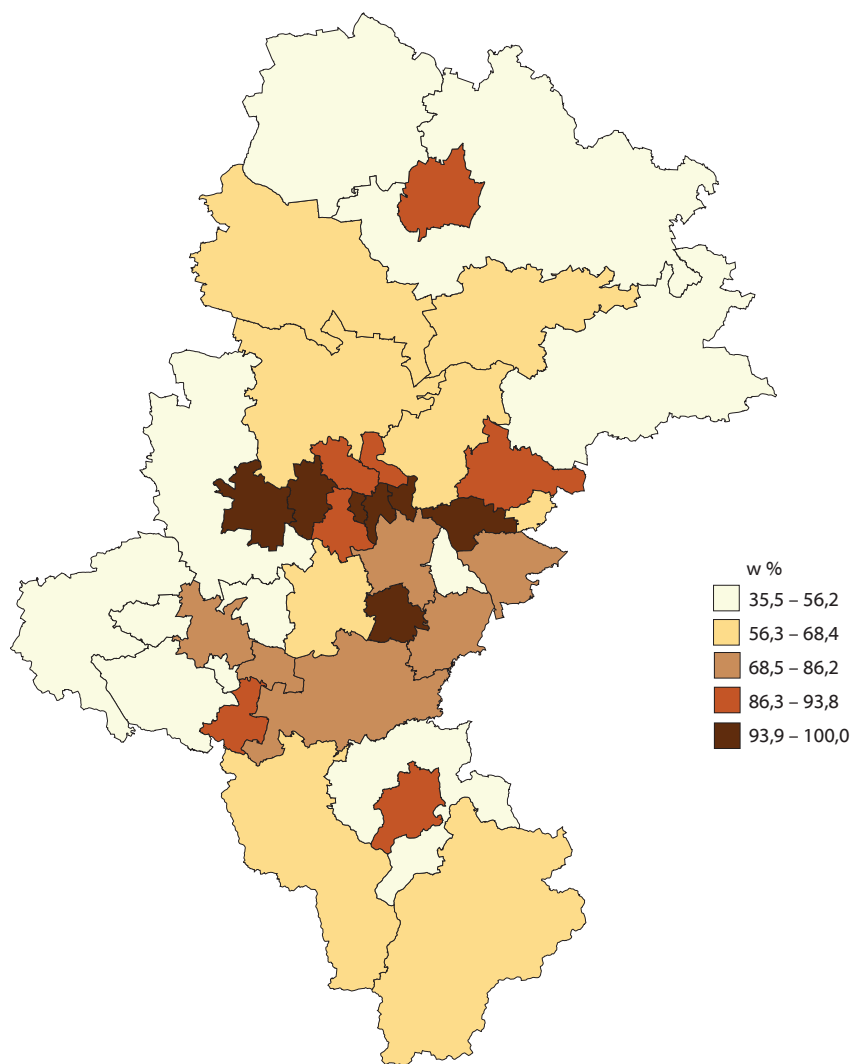 w %
35,5 – 56,2
56,3 – 68,4
68,5 – 86,2
86,3 – 93,8
93,9 – 100,0